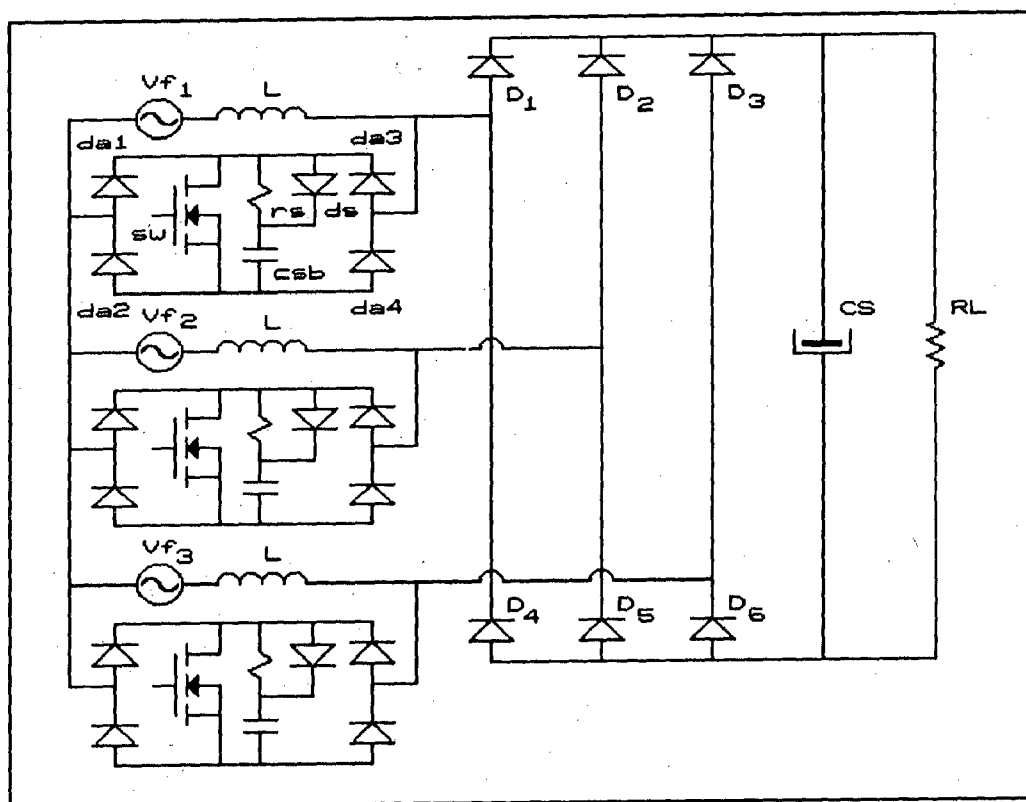 Vf1 L
D1 D2 D3
da1 da3
rs ds
sw
csb
da2 da4
Vf2 L
CS RL
Vf3 L
D4 D5 D6